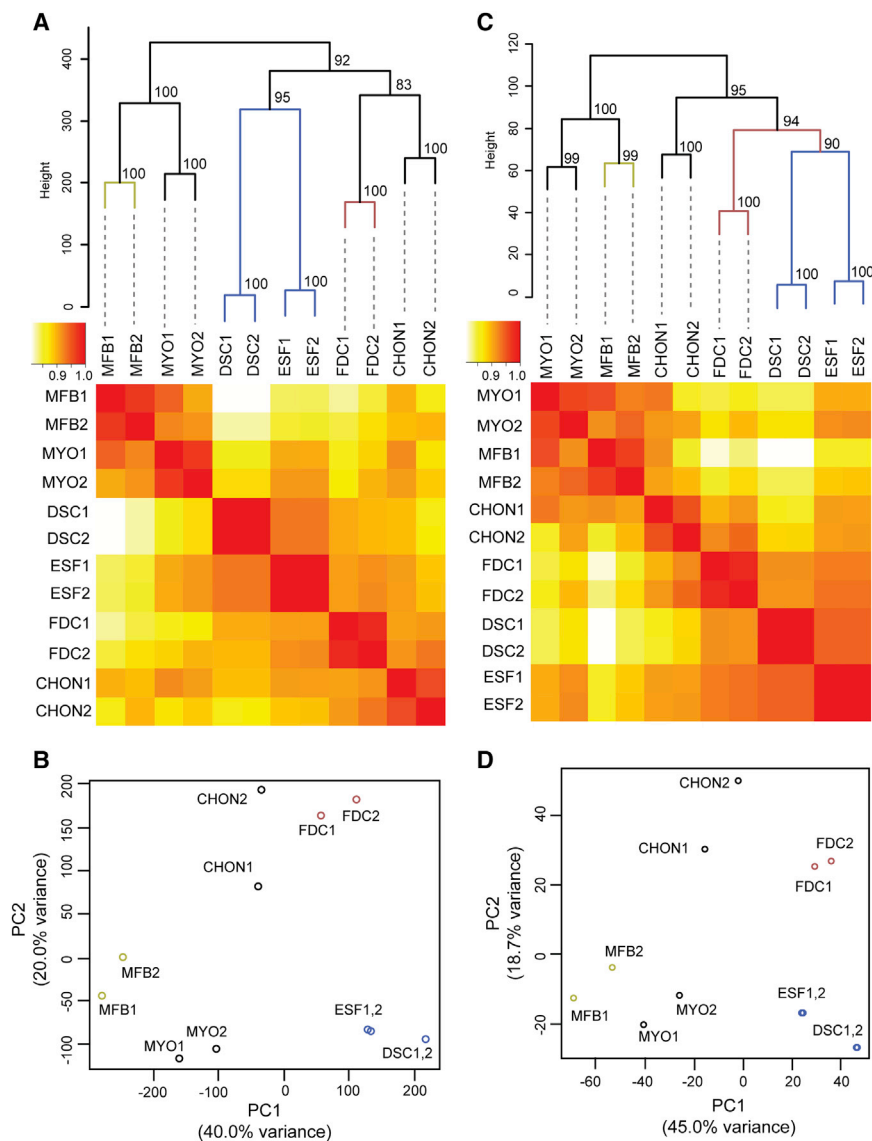 A
Height
400
300
200
100
0
92
100
95
83
100
100
100
100
100
100
100
0.9 1.0
MFB1
MFB2
MYO1
MYO2
DSC1
DSC2
ESF1
ESF2
FDC1
FDC2
CHON1
CHON2
MFB1
MFB2
MYO1
MYO2
DSC1
DSC2
ESF1
ESF2
FDC1
FDC2
CHON1
CHON2
B
PC2
(20.0% variance)
200
150
100
50
0
-50
-100
CHON2
FDC2
FDC1
CHON1
MFB2
MFB1
MYO2
MYO1
ESF1,2
DSC1,2
-200 -100 0 100 200
PC1
(40.0% variance)
C
Height
120
100
80
60
40
20
0
95
100
94
90
99
99
100
100
100
100
0.9 1.0
MYO1
MYO2
MFB1
MFB2
CHON1
CHON2
FDC1
FDC2
DSC1
DSC2
ESF1
ESF2
MYO1
MYO2
MFB1
MFB2
CHON1
CHON2
FDC1
FDC2
DSC1
DSC2
ESF1
ESF2
D
PC2
(18.7% variance)
40
20
0
-20
CHON2
CHON1
FDC2
FDC1
MFB2
MFB1
MYO2
MYO1
ESF1,2
DSC1,2
-60 -40 -20 0 20 40
PC1
(45.0% variance)